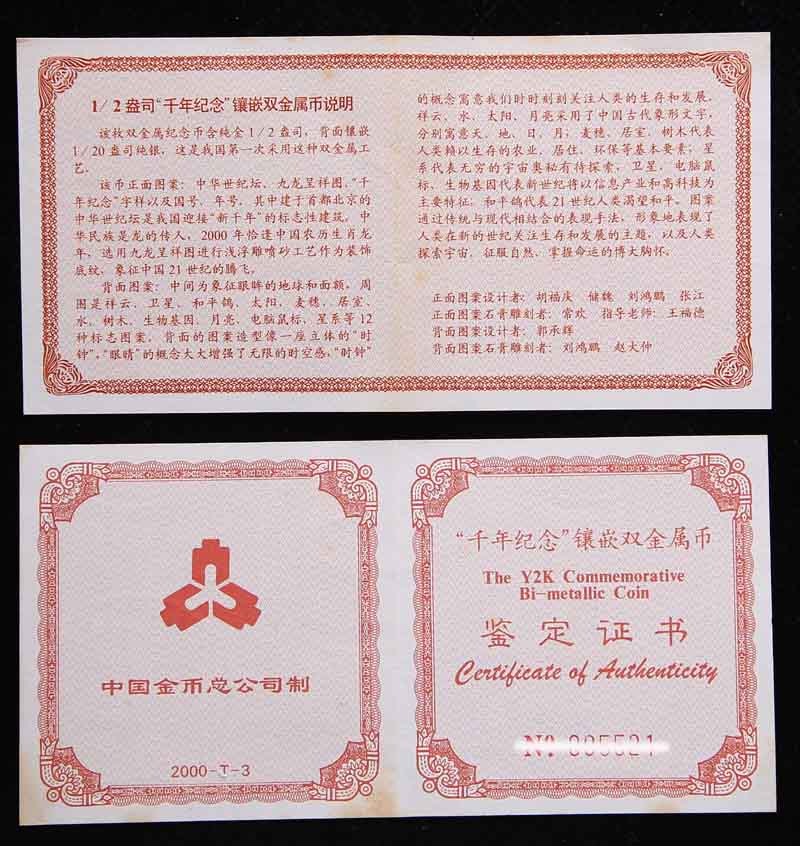 1/2盎司“千年纪念”镶嵌双金属币说明
该枚双金属纪念币含纯金1/2盎司,背面镶嵌
1/20盎司纯银,这是我国第一次采用这种双金属工
艺.
该币正面图案:中华世纪坛、九龙呈祥图、“千
年纪念”字样以及国号、年号,其中建于首都北京的
中华世纪坛是我国迎接“新千年”的标志性建筑,中
华民族是龙的传人,2000年恰逢中国农历生肖龙
年,选用九龙呈祥图进行浅浮雕喷砂工艺作为装饰
底纹,象征中国21世纪的腾飞。
背面图案:中间为象征眼眸的地球和面额,周
围是祥云、卫星、和平鸽、太阳、麦穗、居室、
水、树木、生物基因、月亮、电脑鼠标、星系等12
种标志图案,背面的图案造型像一座立体的“时
钟”,“眼睛”的概念大大增强了无限的时空感,“时钟”
的概念寓意我们时时刻刻关注人类的生存和发展,
祥云、水、太阳、月亮采用了中国古代象形文字,
分别寓意天、地、日、月;麦穗、居室、树木代表
人类赖以生存的农业、居住、环保等基本要素;星
系代表无穷的宇宙奥秘有待探索,卫星、电脑鼠
标、生物基因代表新世纪将以信息产业和高科技为
主要特征;和平鸽代表21世纪人类渴望和平。图案
通过传统与现代相结合的表现手法,形象地表现了
人类在新的世纪关注生存和发展的主题,以及人类
探索宇宙、征服自然、掌握命运的博大胸怀。
正面图案设计者:胡福庆 储魏 刘鸿鹏 张江
正面图案石膏雕刻者:常欢 指导老师:王福德
背面图案设计者:郭承辉
背面图案石膏雕刻者:刘鸿鹏 赵大仲
中国金币总公司制
2000-T-3
“千年纪念”镶嵌双金属币
The Y2K Commemorative
Bi-metallic Coin
鉴定证书
Certificate of Authenticity
№